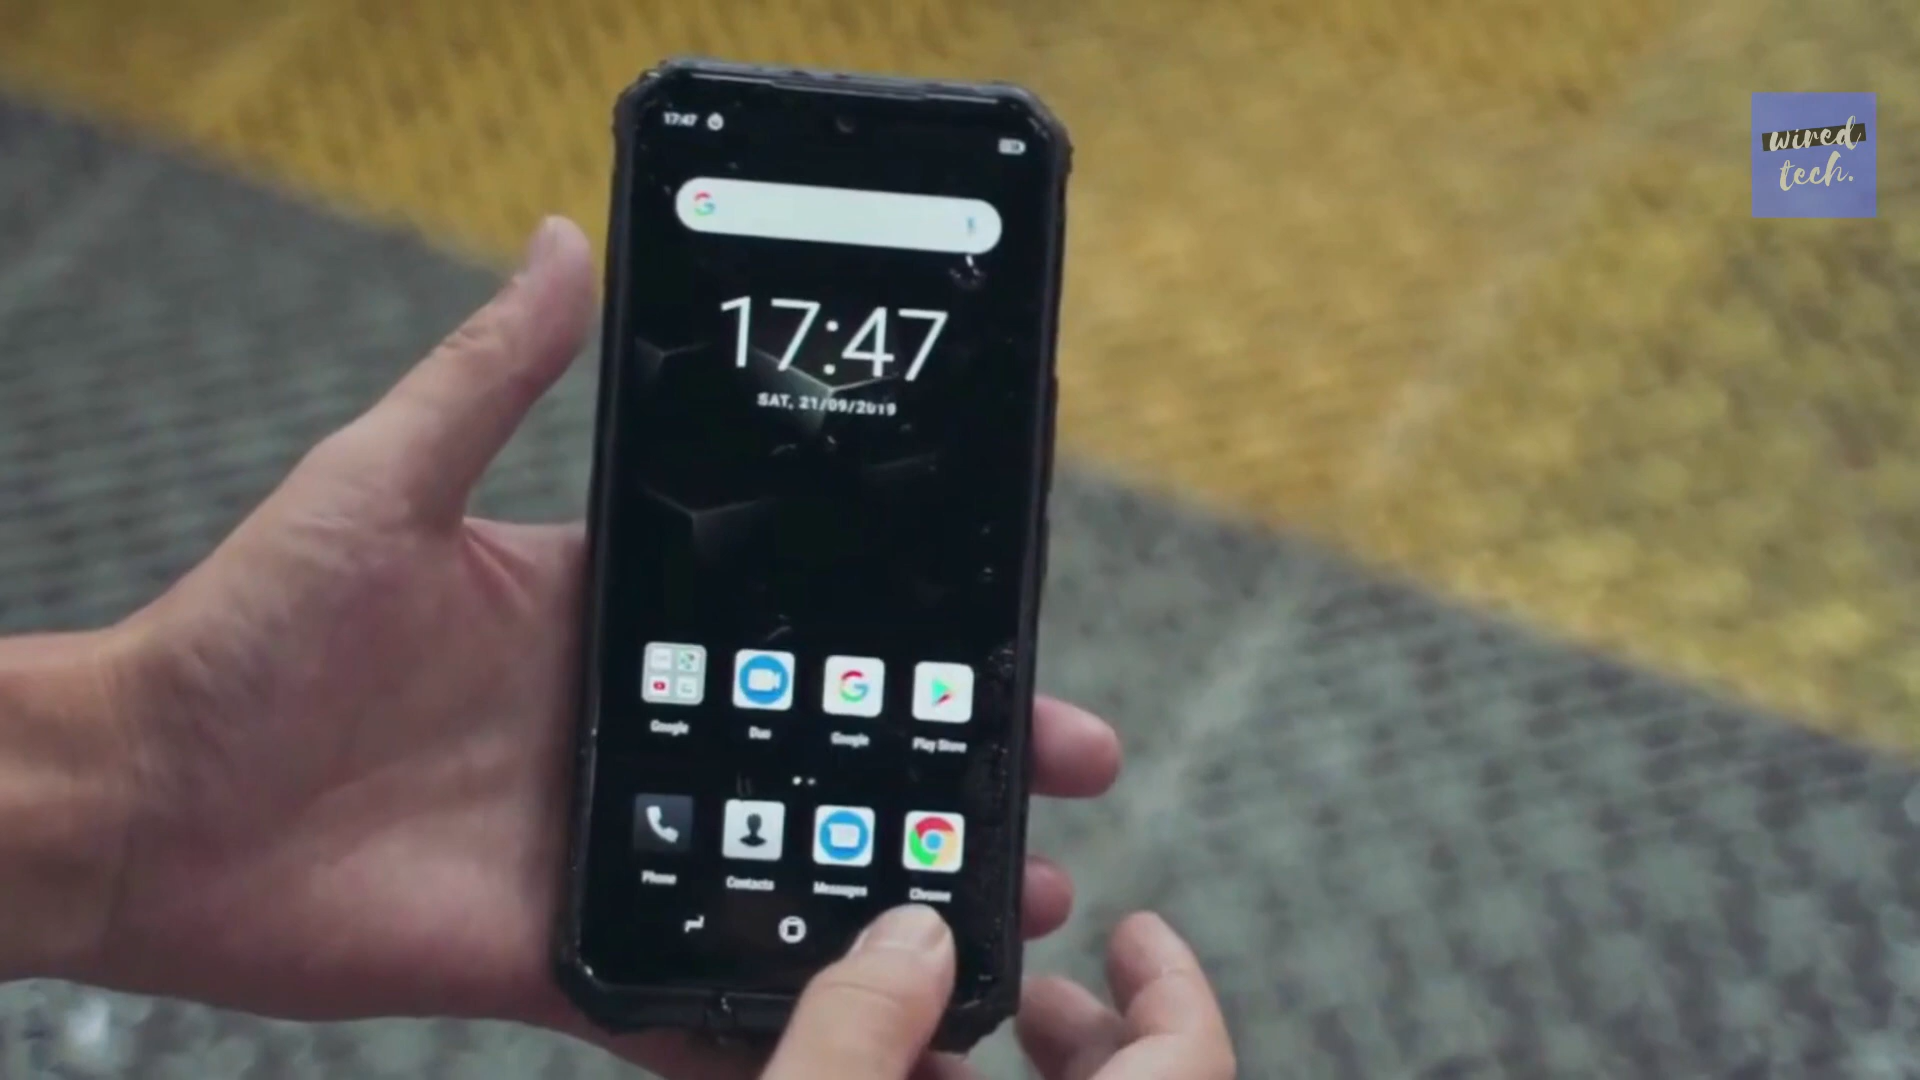 17:47
wired
tech.
17:47
SAT, 21/09/2019
Google
Duo
Google
Play Store
Phone
Contacts
Messages
Chrome